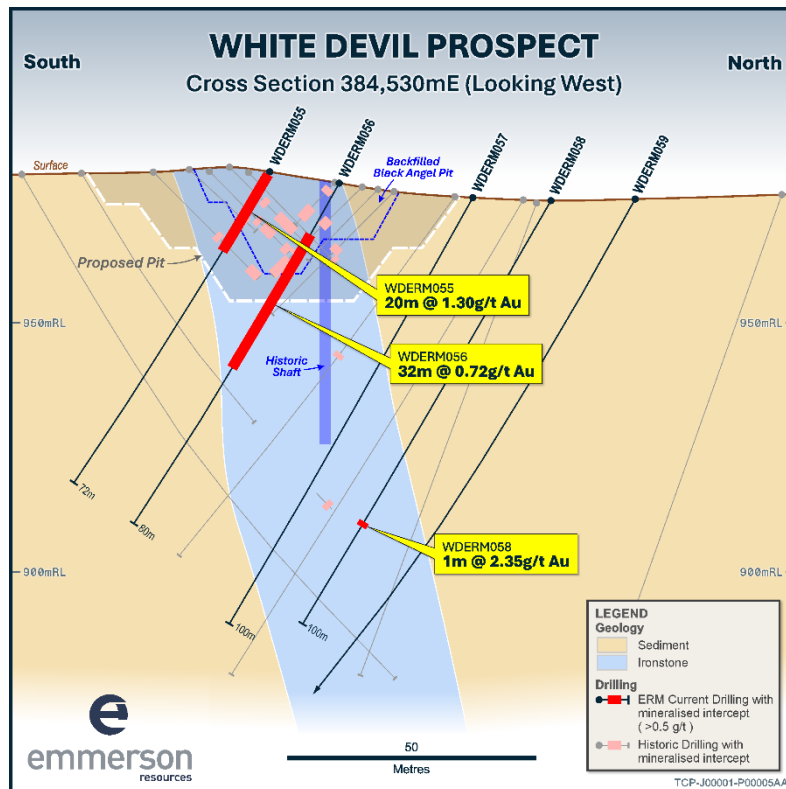 WHITE DEVIL PROSPECT
Cross Section 384,530mE (Looking West)
South
North
WDERM055
WDERM056
WDERM057
WDERM058
WDERM059
Surface
Backfilled
Black Angel Pit
Proposed Pit
WDERM055
20m @ 1.30g/t Au
950mRL
950mRL
WDERM056
32m @ 0.72g/t Au
Historic
Shaft
72m
80m
WDERM058
1m @ 2.35g/t Au
900mRL
900mRL
100m
100m
LEGEND
Geology
Sediment
Ironstone
Drilling
ERM Current Drilling with
mineralised intercept
( >0.5 g/t )
Historic Drilling with
mineralised intercept
emmerson
resources
50
Metres
TCP-J00001-P00005AA